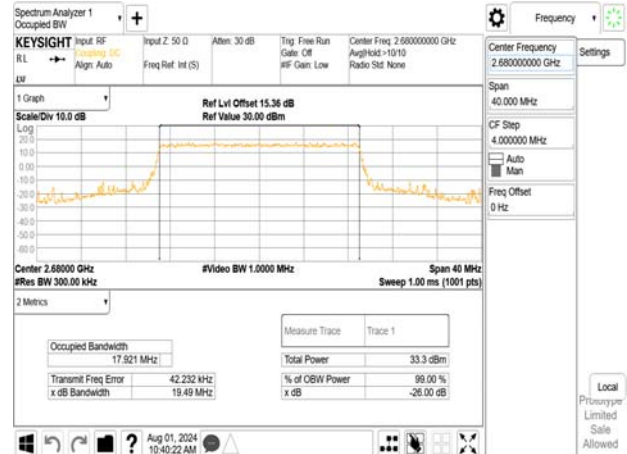 Spectrum Analyzer 1
Occupied BW
Frequency
KEYSIGHT
RL
Input: RF
Coupling: DC
Align: Auto
Input Z: 50 Ω
Freq Ref: Int (S)
Atten: 30 dB
Trig: Free Run
Gate: Off
#IF Gain: Low
Center Freq: 2.680000000 GHz
Avg|Hold:>10/10
Radio Std: None
Center Frequency
2.680000000 GHz
Settings
Span
40.000 MHz
CF Step
4.000000 MHz
Auto
Man
Freq Offset
0 Hz
1 Graph
Scale/Div 10.0 dB
Ref Lvl Offset 15.36 dB
Ref Value 30.00 dBm
Log
20.0
10.0
0.00
-10.0
-20.0
-30.0
-40.0
-50.0
-60.0
Center 2.68000 GHz
#Video BW 1.0000 MHz
Span 40 MHz
#Res BW 300.00 kHz
Sweep 1.00 ms (1001 pts)
2 Metrics
Measure Trace Trace 1
Occupied Bandwidth
17.921 MHz
Total Power 33.3 dBm
Transmit Freq Error 42.232 kHz
% of OBW Power 99.00 %
x dB Bandwidth 19.49 MHz
x dB -26.00 dB
Local
Prototype
Limited
Sale
Allowed
Aug 01, 2024
10:40:22 AM